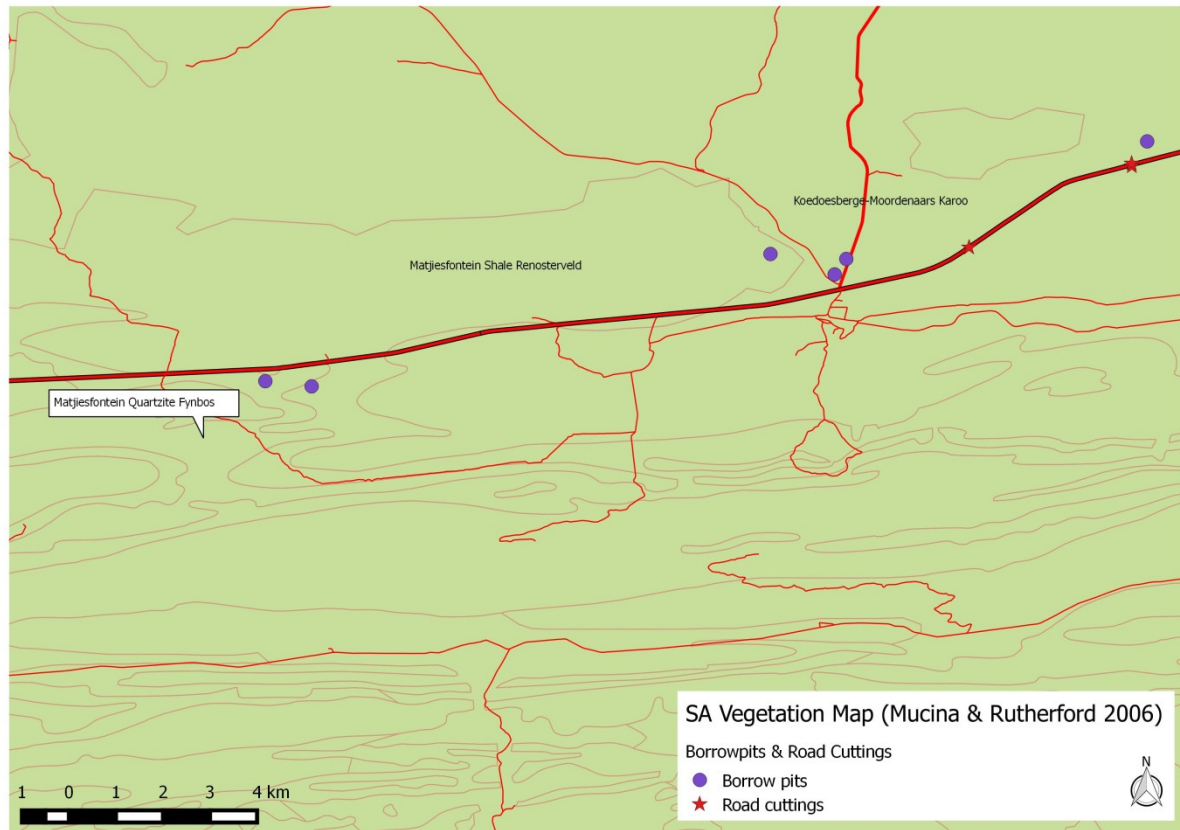 Koedoesberge-Moordenaars Karoo
Matjiesfontein Shale Renosterveld
Matjiesfontein Quartzite Fynbos
SA Vegetation Map (Mucina & Rutherford 2006)
Borrowpits & Road Cuttings
Borrow pits
Road cuttings
N
1 0 1 2 3 4 km